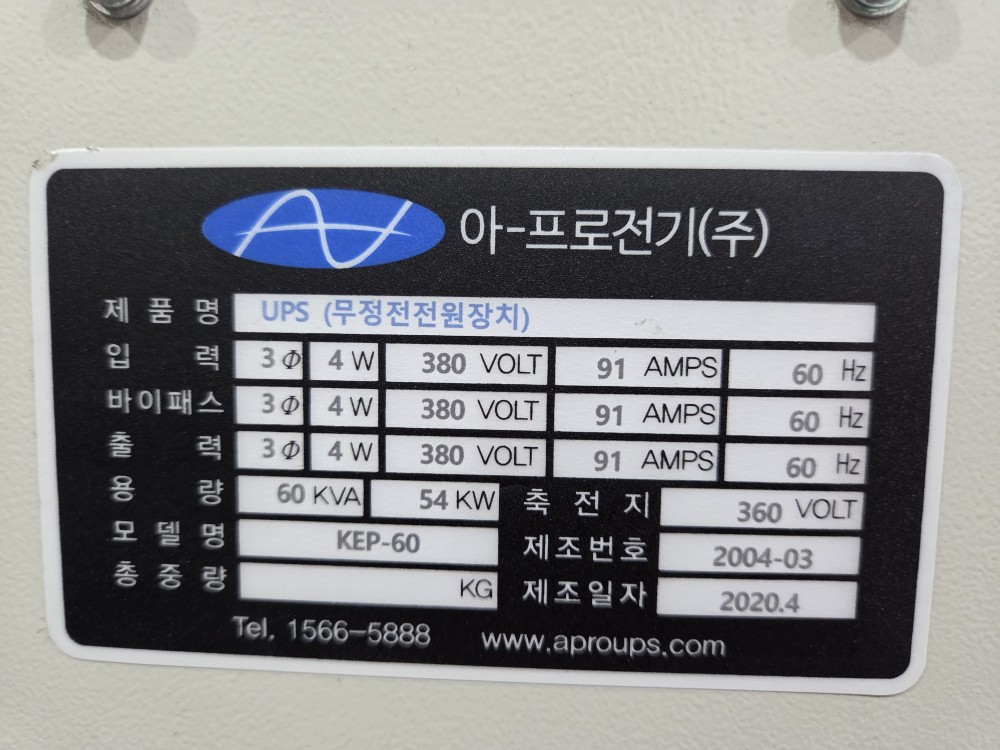 아-프로전기(주)
제품명 UPS (무정전전원장치)
입력 3Φ 4W 380 VOLT 91 AMPS 60 Hz
바이패스 3Φ 4W 380 VOLT 91 AMPS 60 Hz
출력 3Φ 4W 380 VOLT 91 AMPS 60 Hz
용량 60 KVA 54 KW 축전지 360 VOLT
모델명 KEP-60 제조번호 2004-03
총중량 KG 제조일자 2020.4
Tel. 1566-5888 www.aproups.com